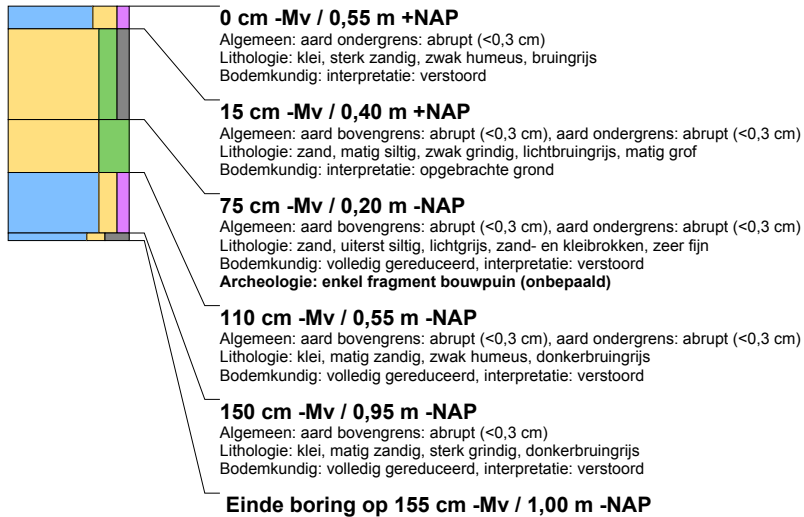 0 cm -Mv / 0,55 m +NAP
Algemeen: aard ondergrens: abrupt (<0,3 cm)
Lithologie: klei, sterk zandig, zwak humeus, bruingrijs
Bodemkundig: interpretatie: verstoord
15 cm -Mv / 0,40 m +NAP
Algemeen: aard bovengrens: abrupt (<0,3 cm), aard ondergrens: abrupt (<0,3 cm)
Lithologie: zand, matig siltig, zwak grindig, lichtbruingrijs, matig grof
Bodemkundig: interpretatie: opgebrachte grond
75 cm -Mv / 0,20 m -NAP
Algemeen: aard bovengrens: abrupt (<0,3 cm), aard ondergrens: abrupt (<0,3 cm)
Lithologie: zand, uiterst siltig, lichtgrijs, zand- en kleibrokken, zeer fijn
Bodemkundig: volledig gereduceerd, interpretatie: verstoord
Archeologie: enkel fragment bouwpuin (onbepaald)
110 cm -Mv / 0,55 m -NAP
Algemeen: aard bovengrens: abrupt (<0,3 cm), aard ondergrens: abrupt (<0,3 cm)
Lithologie: klei, matig zandig, zwak humeus, donkerbruingrijs
Bodemkundig: volledig gereduceerd, interpretatie: verstoord
150 cm -Mv / 0,95 m -NAP
Algemeen: aard bovengrens: abrupt (<0,3 cm)
Lithologie: klei, matig zandig, sterk grindig, donkerbruingrijs
Bodemkundig: volledig gereduceerd, interpretatie: verstoord
Einde boring op 155 cm -Mv / 1,00 m -NAP